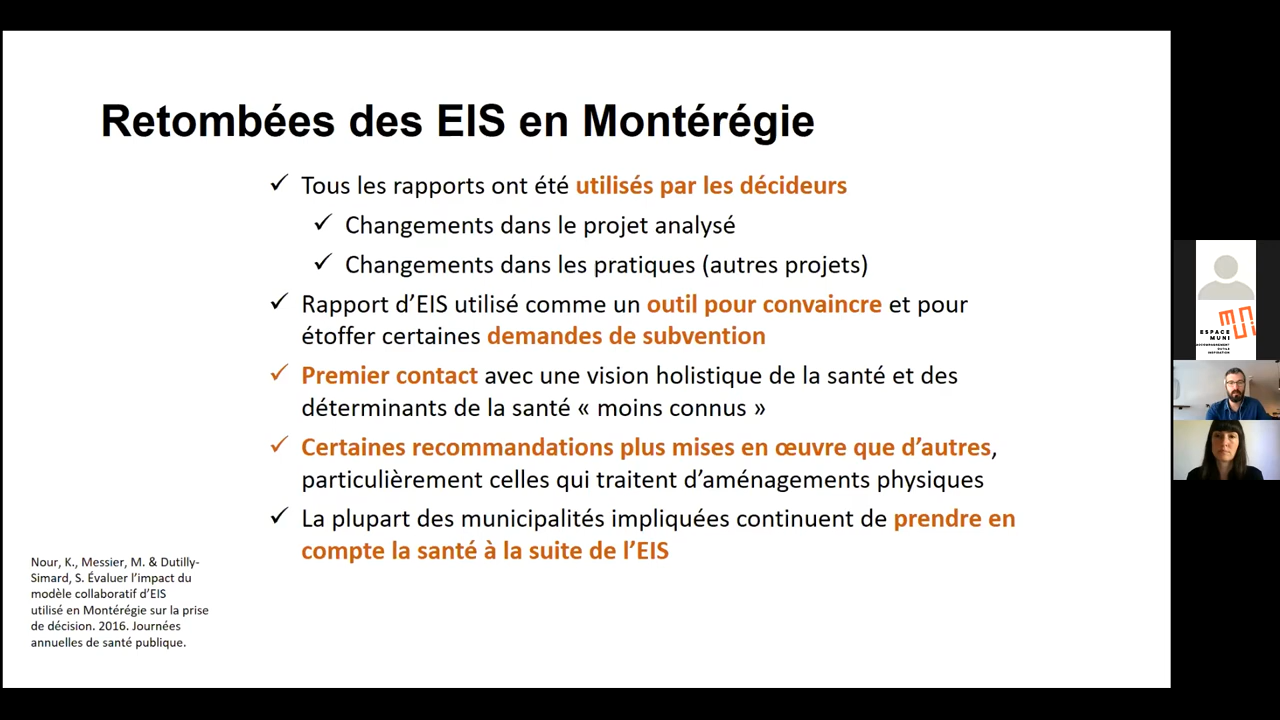 Retombées des EIS en Montérégie
Tous les rapports ont été utilisés par les décideurs
Changements dans le projet analysé
Changements dans les pratiques (autres projets)
Rapport d’EIS utilisé comme un outil pour convaincre et pour
étoffer certaines demandes de subvention
Premier contact avec une vision holistique de la santé et des
déterminants de la santé « moins connus »
Certaines recommandations plus mises en œuvre que d’autres,
particulièrement celles qui traitent d’aménagements physiques
La plupart des municipalités impliquées continuent de prendre en
compte la santé à la suite de l’EIS
Nour, K., Messier, M. & Dutilly-
Simard, S. Évaluer l’impact du
modèle collaboratif d’EIS
utilisé en Montérégie sur la prise
de décision. 2016. Journées
annuelles de santé publique.
ESPACE
MUNI
ACCOMPAGNEMENT
OUTILS
INSPIRATION